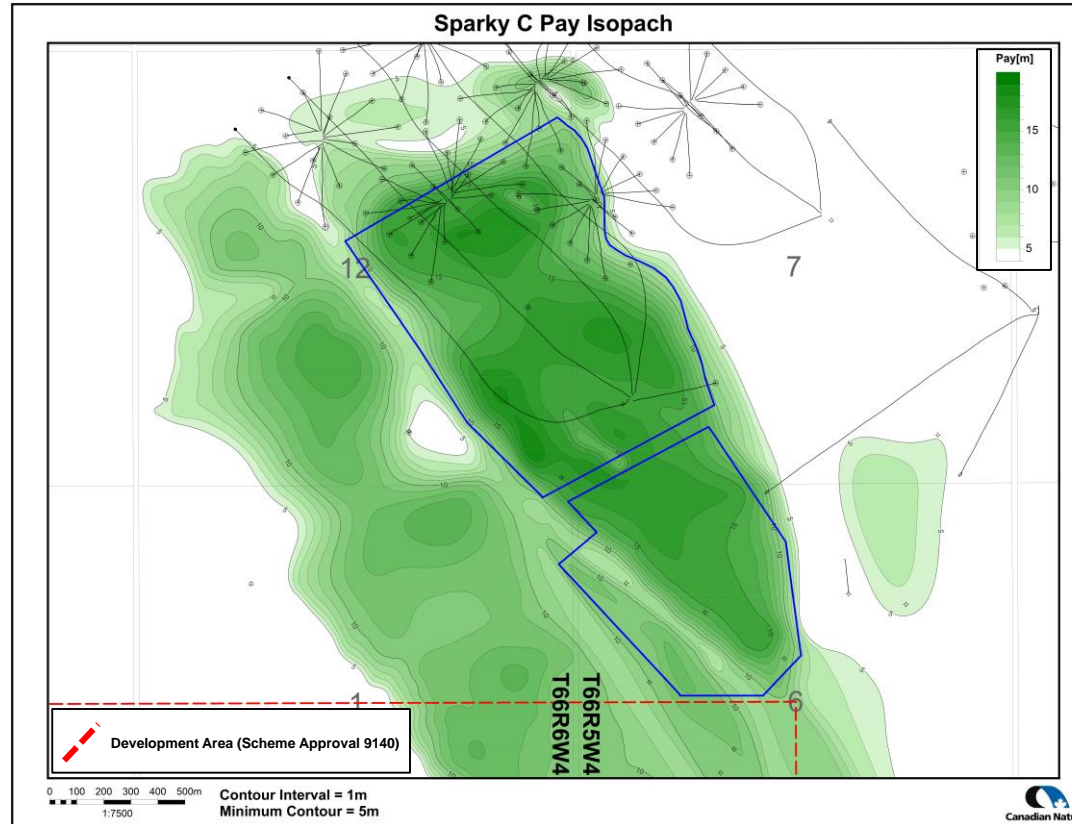 Sparky C Pay Isopach
Pay[m]
15
10
5
12
7
1
6
T66R6W4
T66R5W4
Development Area (Scheme Approval 9140)
0 100 200 300 400 500m
1:7500
Contour Interval = 1m
Minimum Contour = 5m
Canadian Natu